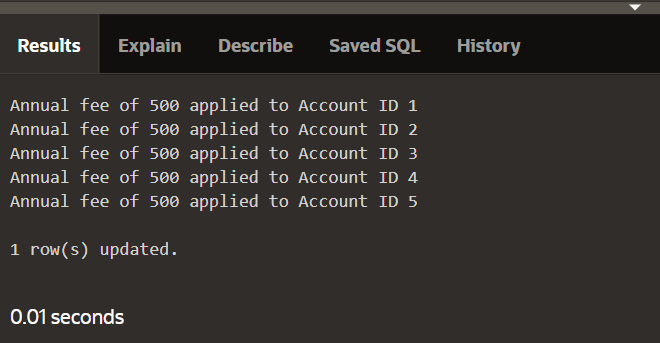 Results Explain Describe Saved SQL History
Annual fee of 500 applied to Account ID 1
Annual fee of 500 applied to Account ID 2
Annual fee of 500 applied to Account ID 3
Annual fee of 500 applied to Account ID 4
Annual fee of 500 applied to Account ID 5
1 row(s) updated.
0.01 seconds